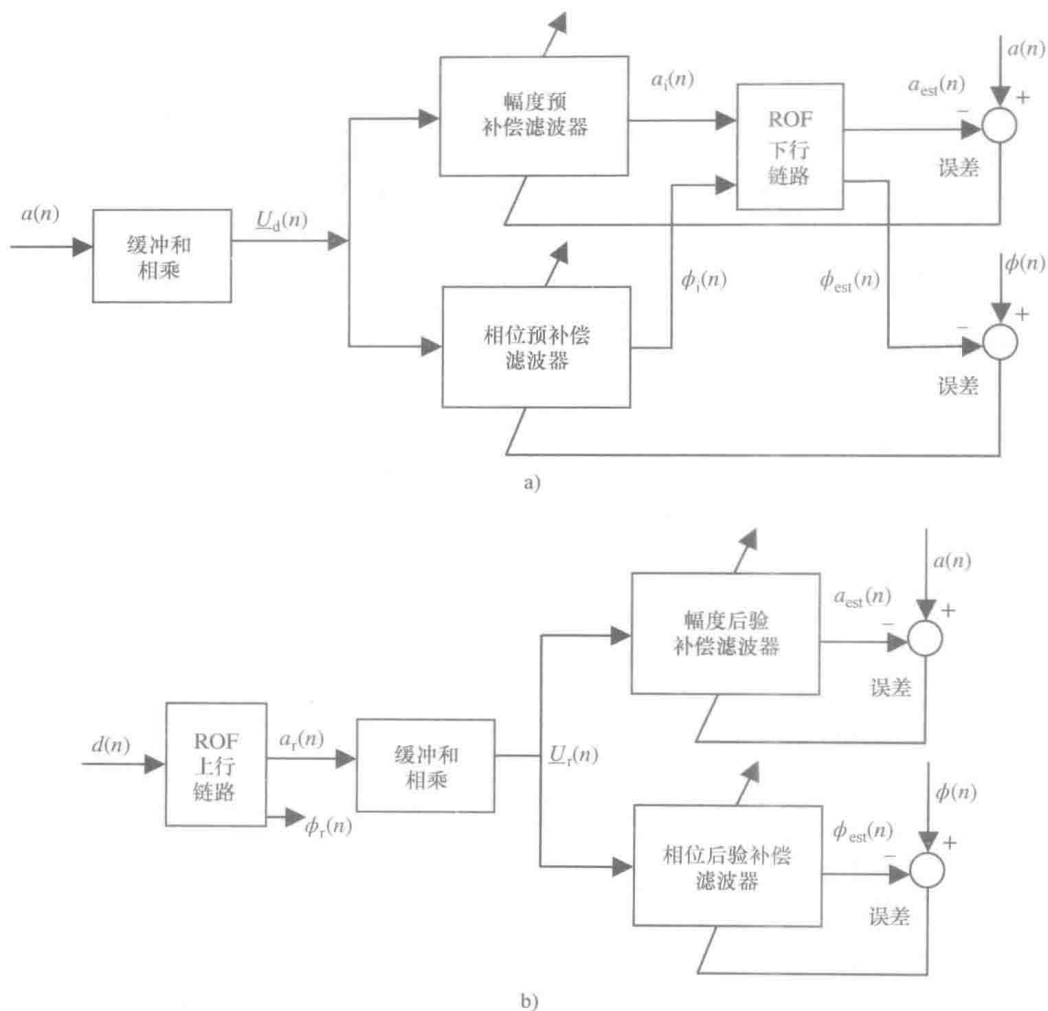 a(n)
幅度预
补偿滤波器
a_i(n)
ROF
下行
链路
a_est(n)
−
+
误差
a(n)
缓冲和
相乘
U_d(n)
相位预补偿
滤波器
ϕ_i(n)
ϕ_est(n)
ϕ(n)
−
+
误差
a)
a(n)
幅度后验
补偿滤波器
a_est(n)
−
+
误差
d(n)
ROF
上行
链路
a_r(n)
ϕ_r(n)
缓冲和
相乘
U_r(n)
相位后验补偿
滤波器
ϕ_est(n)
ϕ(n)
−
+
误差
b)